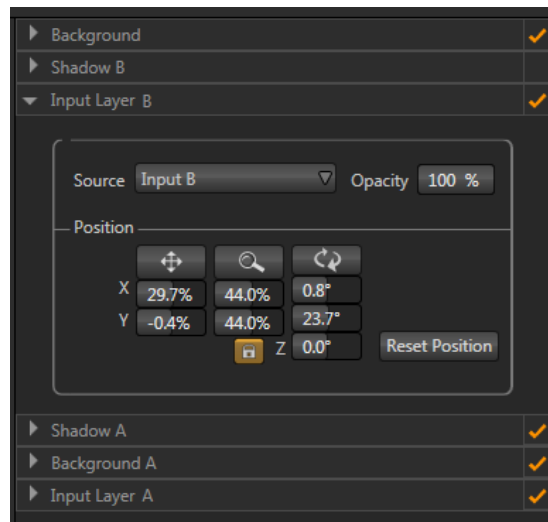 Background
Shadow B
Input Layer B
Source Input B Opacity 100 %
Position
X 29.7% 44.0% 0.8°
Y -0.4% 44.0% 23.7°
Z 0.0° Reset Position
Shadow A
Background A
Input Layer A